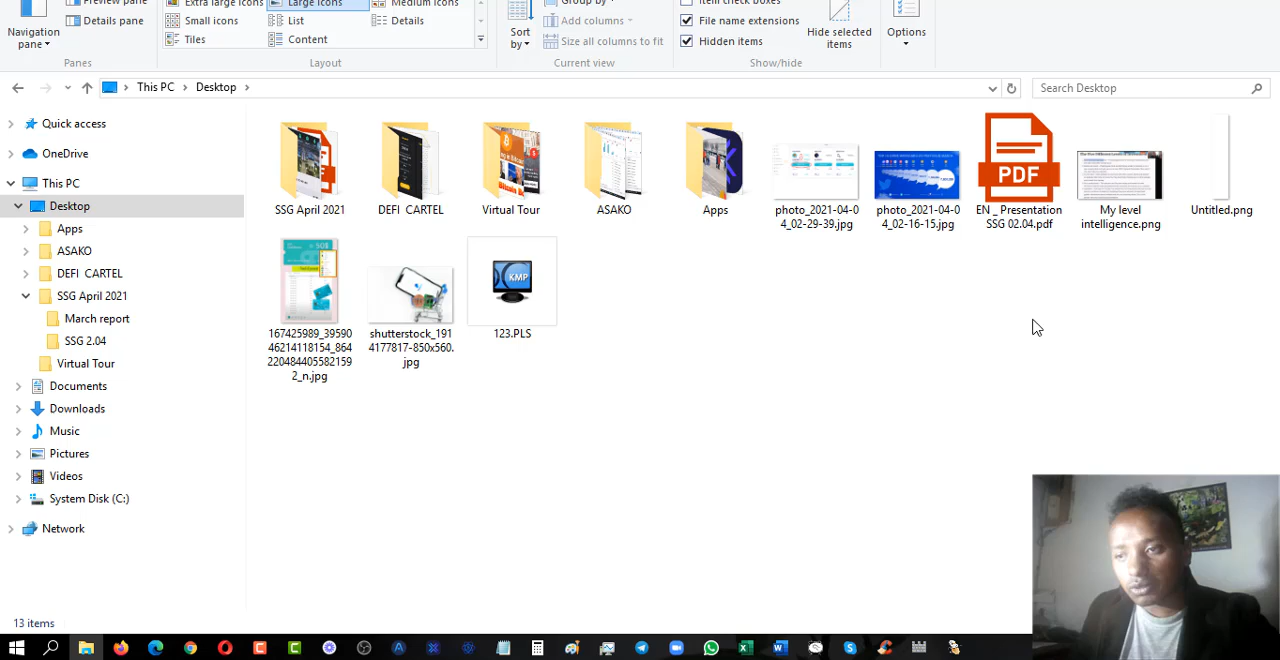 Preview pane
Extra large icons
Large icons
Medium icons
Group by
Item check boxes
Details pane
Small icons
List
Details
Add columns
File name extensions
Navigation
pane
Tiles
Content
Sort
by
Size all columns to fit
Hidden items
Hide selected
items
Options
Panes
Layout
Current view
Show/hide
This PC
Desktop
Search Desktop
Quick access
OneDrive
This PC
Desktop
Apps
ASAKO
DEFI CARTEL
SSG April 2021
March report
SSG 2.04
Virtual Tour
Documents
Downloads
Music
Pictures
Videos
System Disk (C:)
Network
PDF
SSG April 2021
DEFI CARTEL
Virtual Tour
ASAKO
Apps
photo_2021-04-0
4_02-29-39.jpg
photo_2021-04-0
4_02-16-15.jpg
EN _ Presentation
SSG 02.04.pdf
My level
intelligence.png
Untitled.png
KMP
167425989_39590
46214118154_864
220484405582159
2_n.jpg
shutterstock_191
4177817-850x560.
jpg
123.PLS
13 items